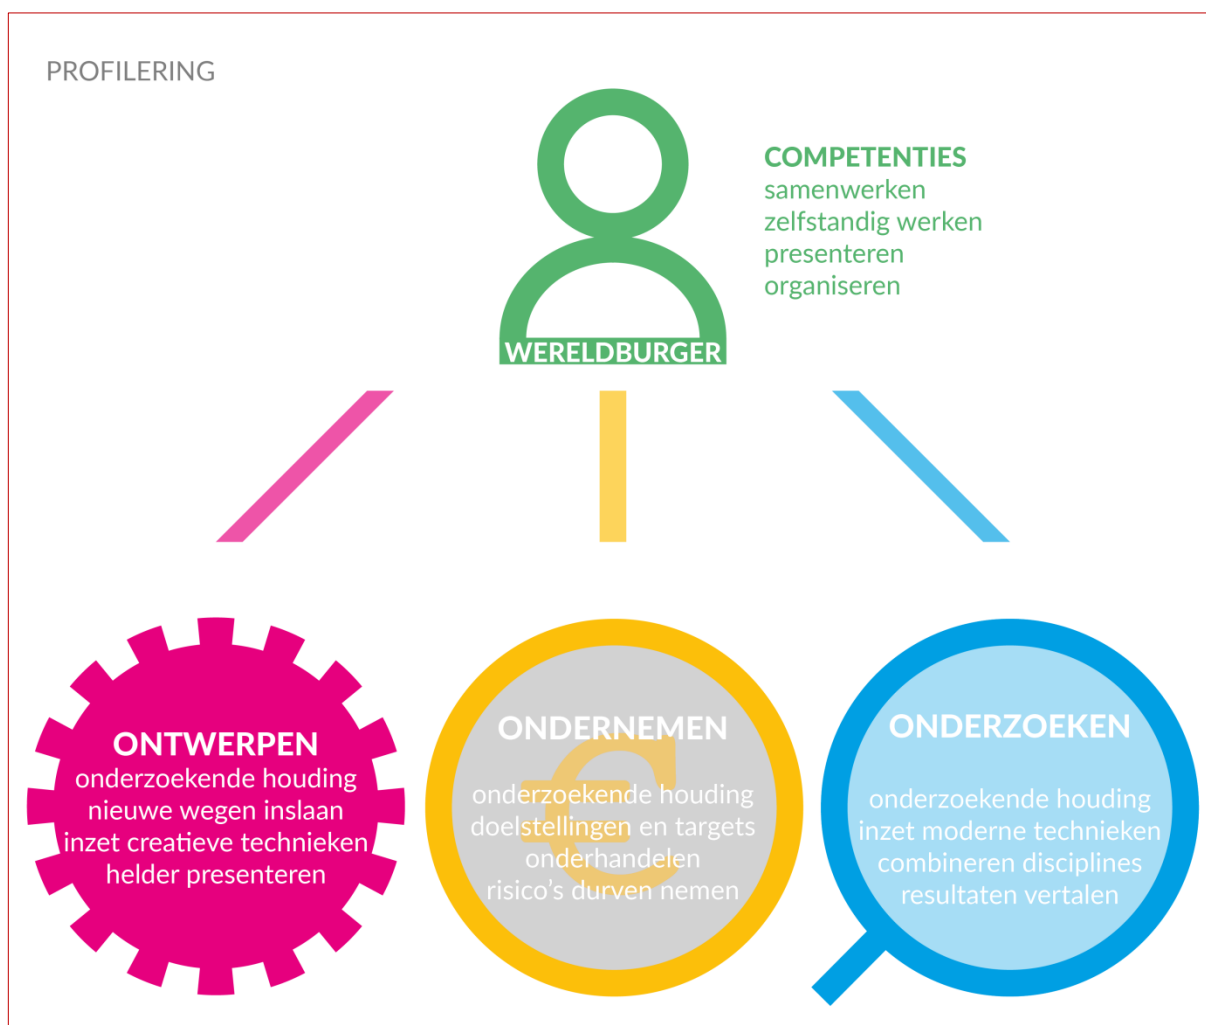 PROFILERING
WERELDBURGER
COMPETENTIES
samenwerken
zelfstandig werken
presenteren
organiseren
ONTWERPEN
onderzoekende houding
nieuwe wegen inslaan
inzet creatieve technieken
helder presenteren
ONDERNEMEN
onderzoekende houding
doelstellingen en targets
onderhandelen
risico’s durven nemen
€
ONDERZOEKEN
onderzoekende houding
inzet moderne technieken
combineren disciplines
resultaten vertalen